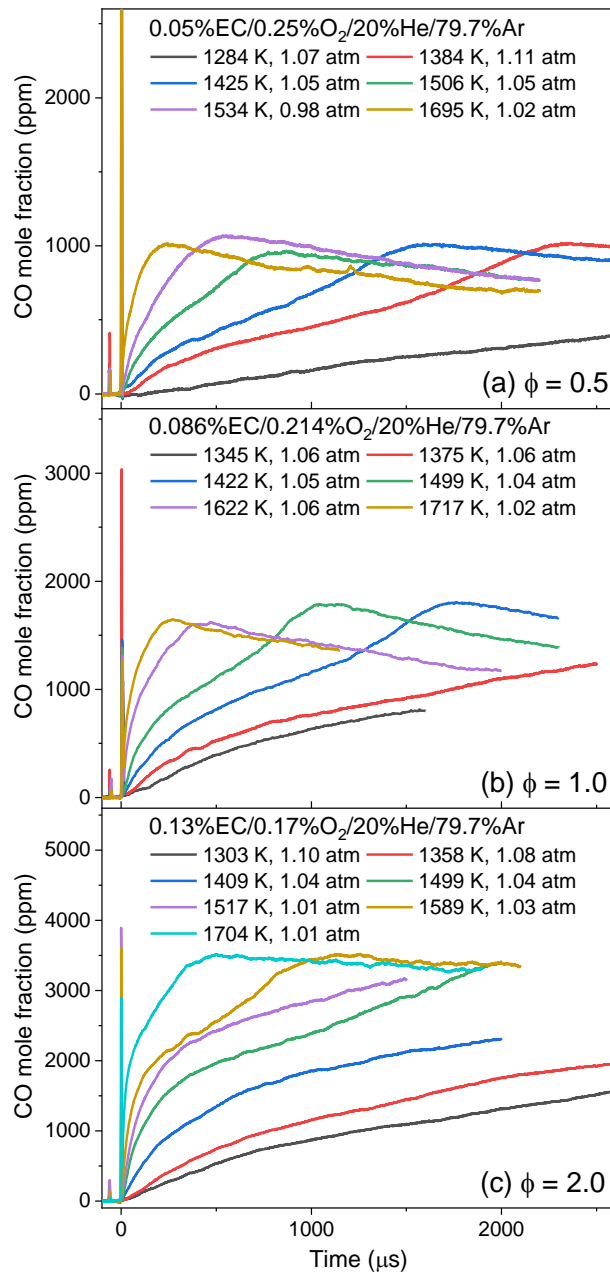 0.05%EC/0.25%O₂/20%He/79.7%Ar
1284 K, 1.07 atm 1384 K, 1.11 atm
1425 K, 1.05 atm 1506 K, 1.05 atm
1534 K, 0.98 atm 1695 K, 1.02 atm
2000
1000
0
CO mole fraction (ppm)
(a) ϕ = 0.5
0.086%EC/0.214%O₂/20%He/79.7%Ar
1345 K, 1.06 atm 1375 K, 1.06 atm
1422 K, 1.05 atm 1499 K, 1.04 atm
1622 K, 1.06 atm 1717 K, 1.02 atm
3000
2000
1000
0
CO mole fraction (ppm)
(b) ϕ = 1.0
0.13%EC/0.17%O₂/20%He/79.7%Ar
1303 K, 1.10 atm 1358 K, 1.08 atm
1409 K, 1.04 atm 1499 K, 1.04 atm
1517 K, 1.01 atm 1589 K, 1.03 atm
1704 K, 1.01 atm
5000
4000
3000
2000
1000
0
CO mole fraction (ppm)
(c) ϕ = 2.0
0 1000 2000
Time (μs)